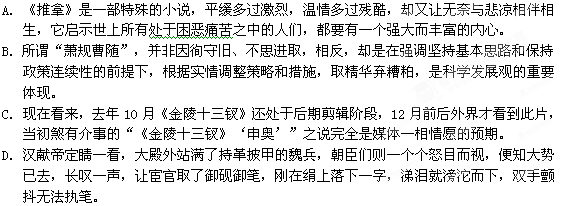 A. 《推拿》是一部特殊的小说，平缓多过激烈，温情多过残酷，却又让无奈与悲凉相伴相
生，它启示世上所有处于困恶痛苦之中的人们，都要有一个强大而丰富的内心。
B. 所谓“萧规曹随”，并非因徇守旧、不思进取，相反，却是在强调坚持基本思路和保持
政策连续性的前提下，根据实情调整策略和措施，取精华弃糟粕，是科学发展观的重要
体现。
C. 现在看来，去年 10 月《金陵十三钗》还处于后期剪辑阶段，12 月前后外界才看到此片，
当初煞有介事的“《金陵十三钗》‘申奥’”之说完全是媒体一相情愿的预期。
D. 汉献帝定睛一看，大殿外站满了持革披甲的魏兵，朝臣们则一个个怒目而视，便知大势
已去，长叹一声，让宦官取了御砚御笔，刚在绢上落下一字，涕泪就滂沱而下，双手颤
抖无法执笔。